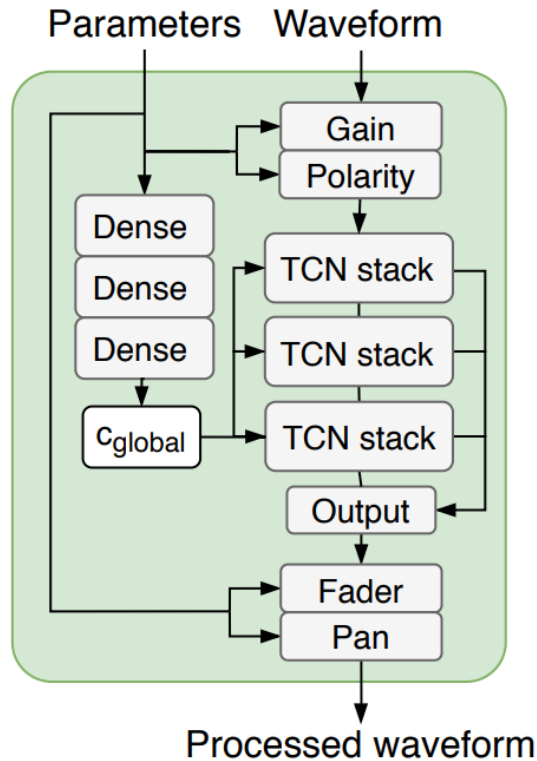 Parameters
Waveform
Gain
Polarity
Dense
Dense
Dense
c_global
TCN stack
TCN stack
TCN stack
Output
Fader
Pan
Processed waveform